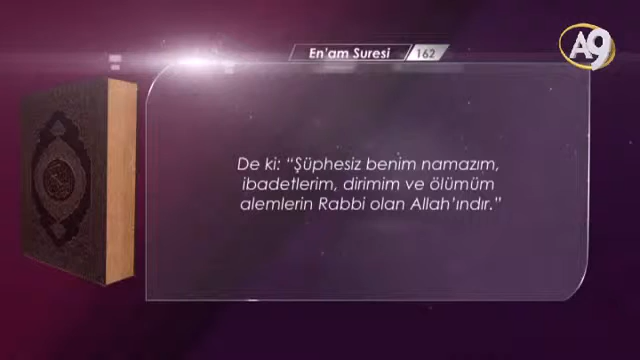 En'am Suresi 162
A9
De ki: “Şüphesiz benim namazım,
ibadetlerim, dirimim ve ölümüm
alemlerin Rabbi olan Allah'ındır.”